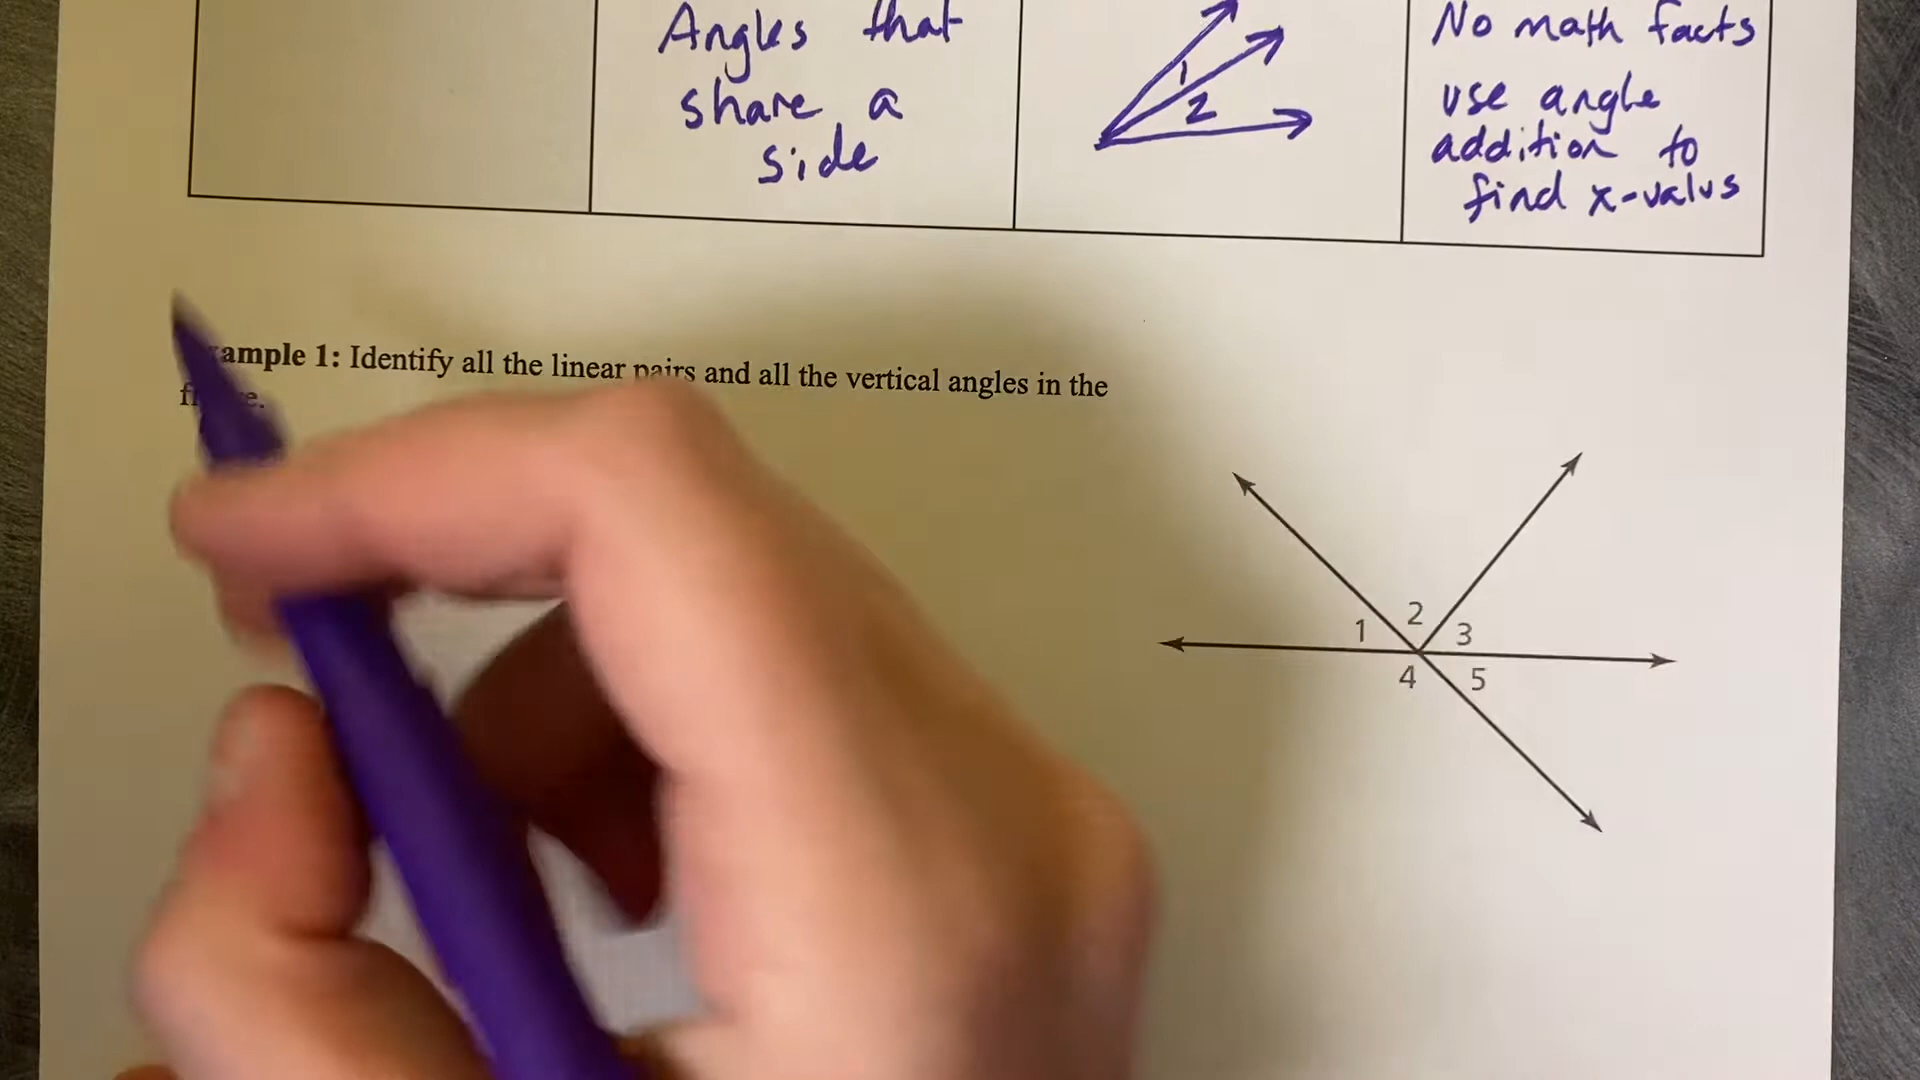 Angles that
share a
side
1
2
No math facts
use angle
addition to
find x-valus
ample 1: Identify all the linear pairs and all the vertical angles in the
1
2
3
4
5